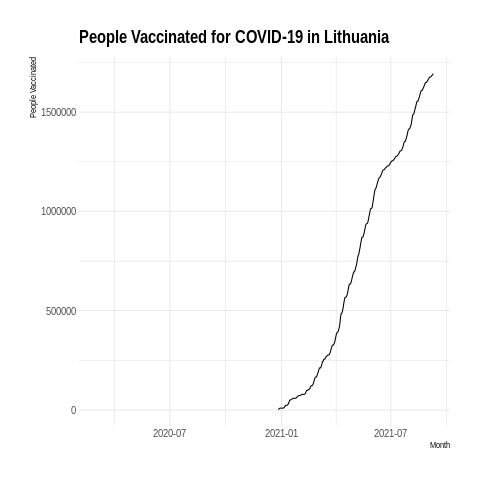 People Vaccinated for COVID-19 in Lithuania
People Vaccinated
1500000
1000000
500000
0
2020-07 2021-01 2021-07
Month